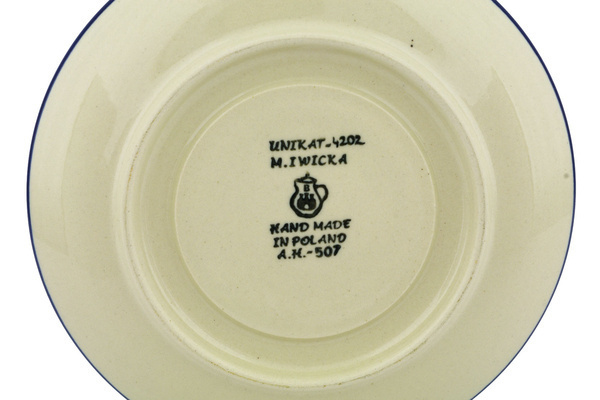 UNIKAT-4202
M. IWICKA
B
HAND MADE
IN POLAND
A.H.-507